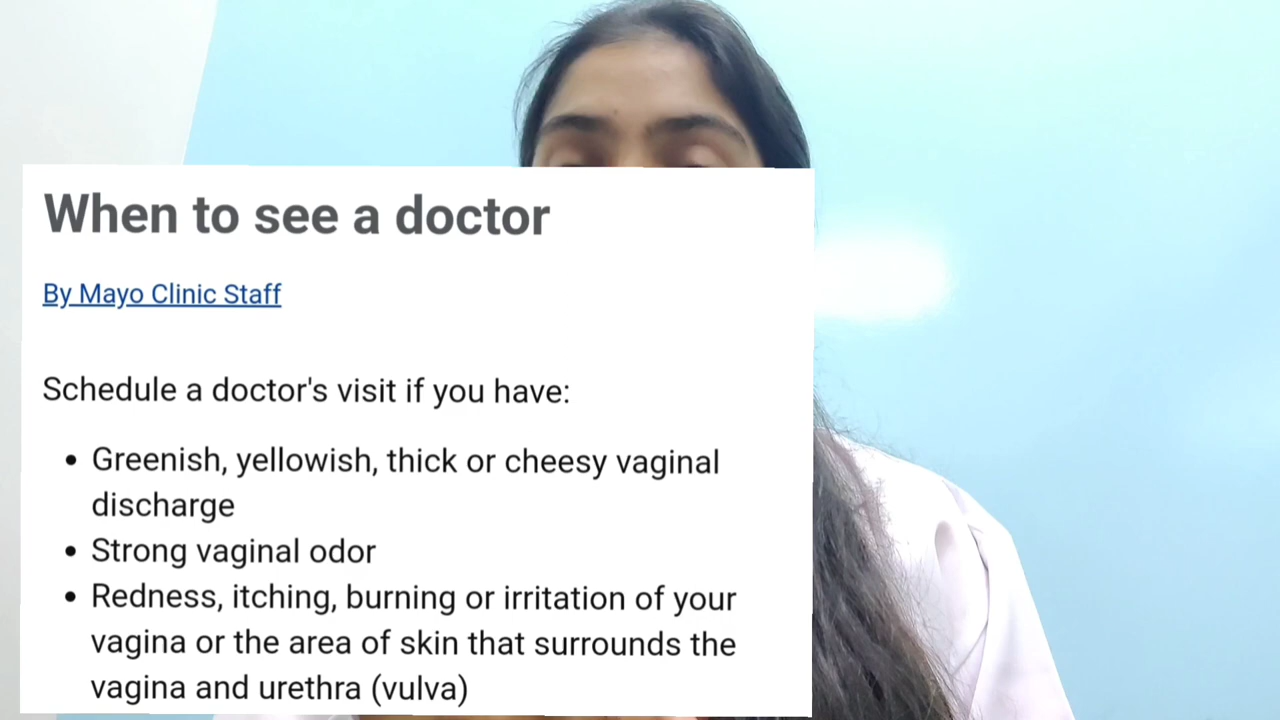 When to see a doctor
By Mayo Clinic Staff
Schedule a doctor's visit if you have:
• Greenish, yellowish, thick or cheesy vaginal
discharge
• Strong vaginal odor
• Redness, itching, burning or irritation of your
vagina or the area of skin that surrounds the
vagina and urethra (vulva)